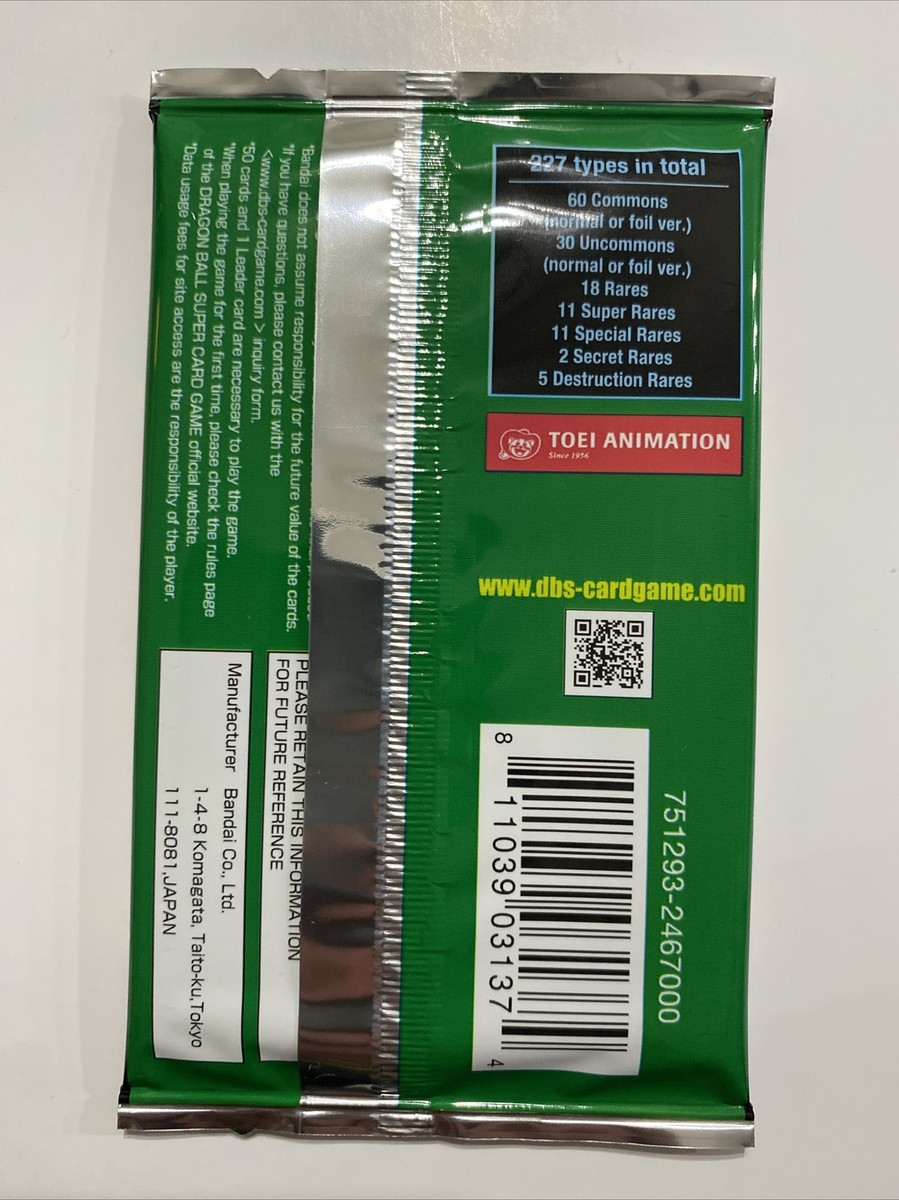 227 types in total
60 Commons
(normal or foil ver.)
30 Uncommons
(normal or foil ver.)
18 Rares
11 Super Rares
11 Special Rares
2 Secret Rares
5 Destruction Rares
TOEI ANIMATION
Since 1956
www.dbs-cardgame.com
8 11039 03137 4
751293-2467000
*Bandai does not assume responsibility for the future value of the cards.
*If you have questions, please contact us with the
<www.dbs-cardgame.com > inquiry form.
*50 cards and 1 Leader card are necessary to play the game.
*When playing the game for the first time, please check the rules page
of the DRAGON BALL SUPER CARD GAME official website.
*Data usage fees for site access are the responsibility of the player.
PLEASE RETAIN THIS INFORMATION
FOR FUTURE REFERENCE
Manufacturer Bandai Co., Ltd.
1-4-8 Komagata, Taito-ku,Tokyo
111-8081,JAPAN